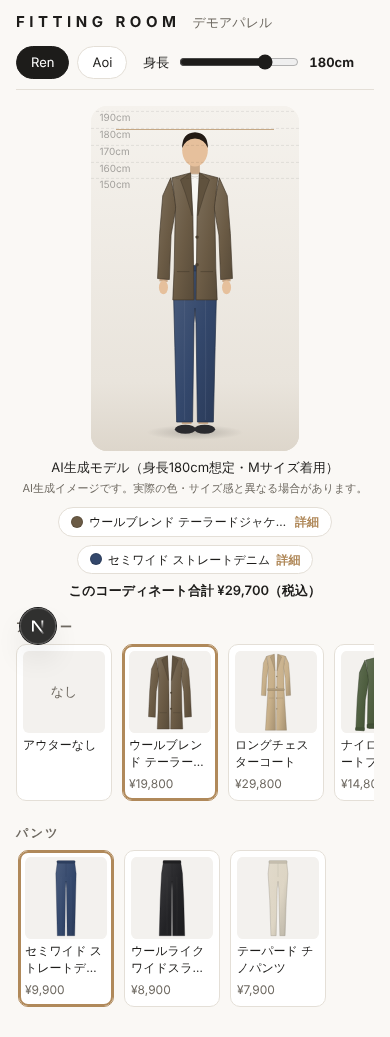 FITTING ROOM デモアパレル
Ren Aoi 身長 180cm
190cm
180cm
170cm
160cm
150cm
AI生成モデル（身長180cm想定・Mサイズ着用）
AI生成イメージです。実際の色・サイズ感と異なる場合があります。
ウールブレンド テーラードジャケ... 詳細
セミワイド ストレートデニム 詳細
このコーディネート合計 ¥29,700（税込）
N
なし
アウターなし
ウールブレン
ド テーラー...
¥19,800
ロングチェス
ターコート
¥29,800
ナイロ
ートフ
¥14,80
パンツ
セミワイド ス
トレートデ...
¥9,900
ウールライク
ワイドスラ...
¥8,900
テーパード チ
ノパンツ
¥7,900